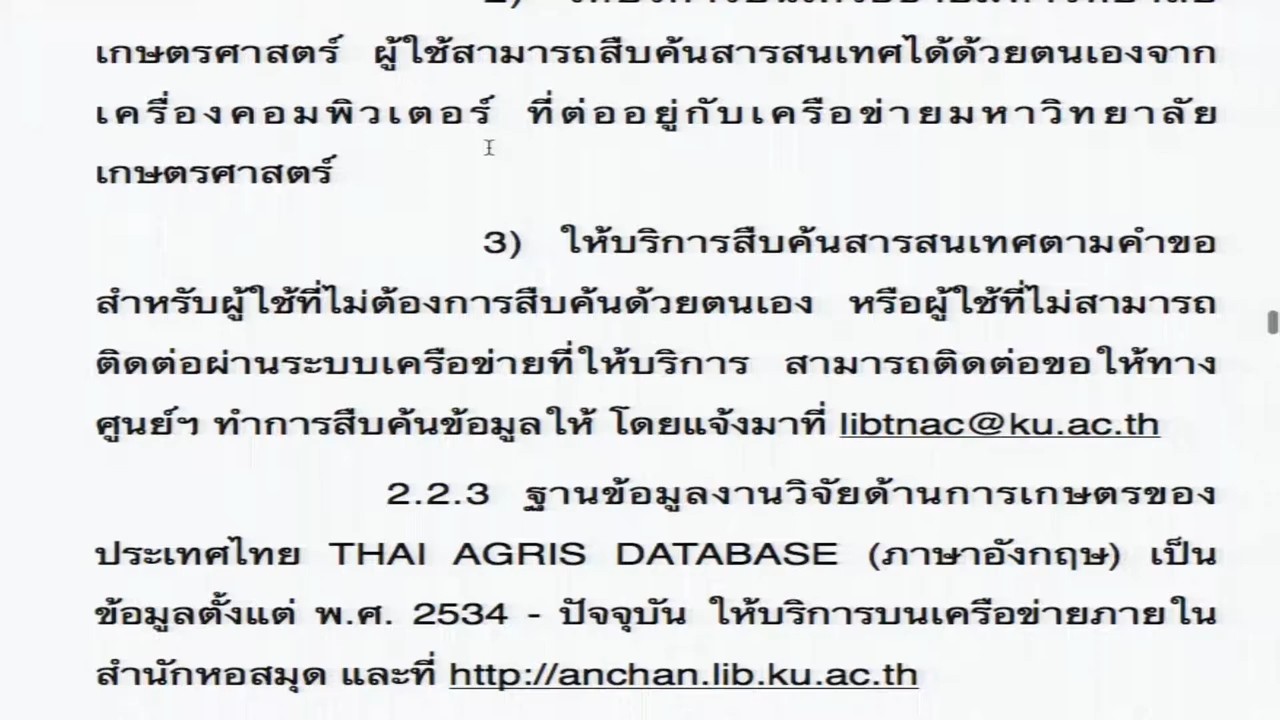 เกษตรศาสตร์ ผู้ใช้สามารถสืบค้นสารสนเทศได้ด้วยตนเองจาก
เครื่องคอมพิวเตอร์ ที่ต่ออยู่กับเครือข่ายมหาวิทยาลัย
เกษตรศาสตร์
3) ให้บริการสืบค้นสารสนเทศตามคำขอ
สำหรับผู้ใช้ที่ไม่ต้องการสืบค้นด้วยตนเอง หรือผู้ใช้ที่ไม่สามารถ
ติดต่อผ่านระบบเครือข่ายที่ให้บริการ สามารถติดต่อขอให้ทาง
ศูนย์ฯ ทำการสืบค้นข้อมูลให้ โดยแจ้งมาที่ libtnac@ku.ac.th
2.2.3 ฐานข้อมูลงานวิจัยด้านการเกษตรของ
ประเทศไทย THAI AGRIS DATABASE (ภาษาอังกฤษ) เป็น
ข้อมูลตั้งแต่ พ.ศ. 2534 - ปัจจุบัน ให้บริการบนเครือข่ายภายใน
สำนักหอสมุด และที่ http://anchan.lib.ku.ac.th